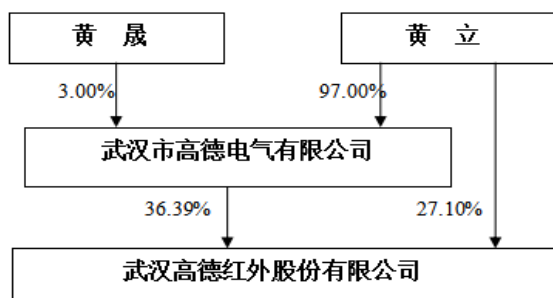 黄 晟
黄 立
3.00%
97.00%
武汉市高德电气有限公司
36.39%
27.10%
武汉高德红外股份有限公司